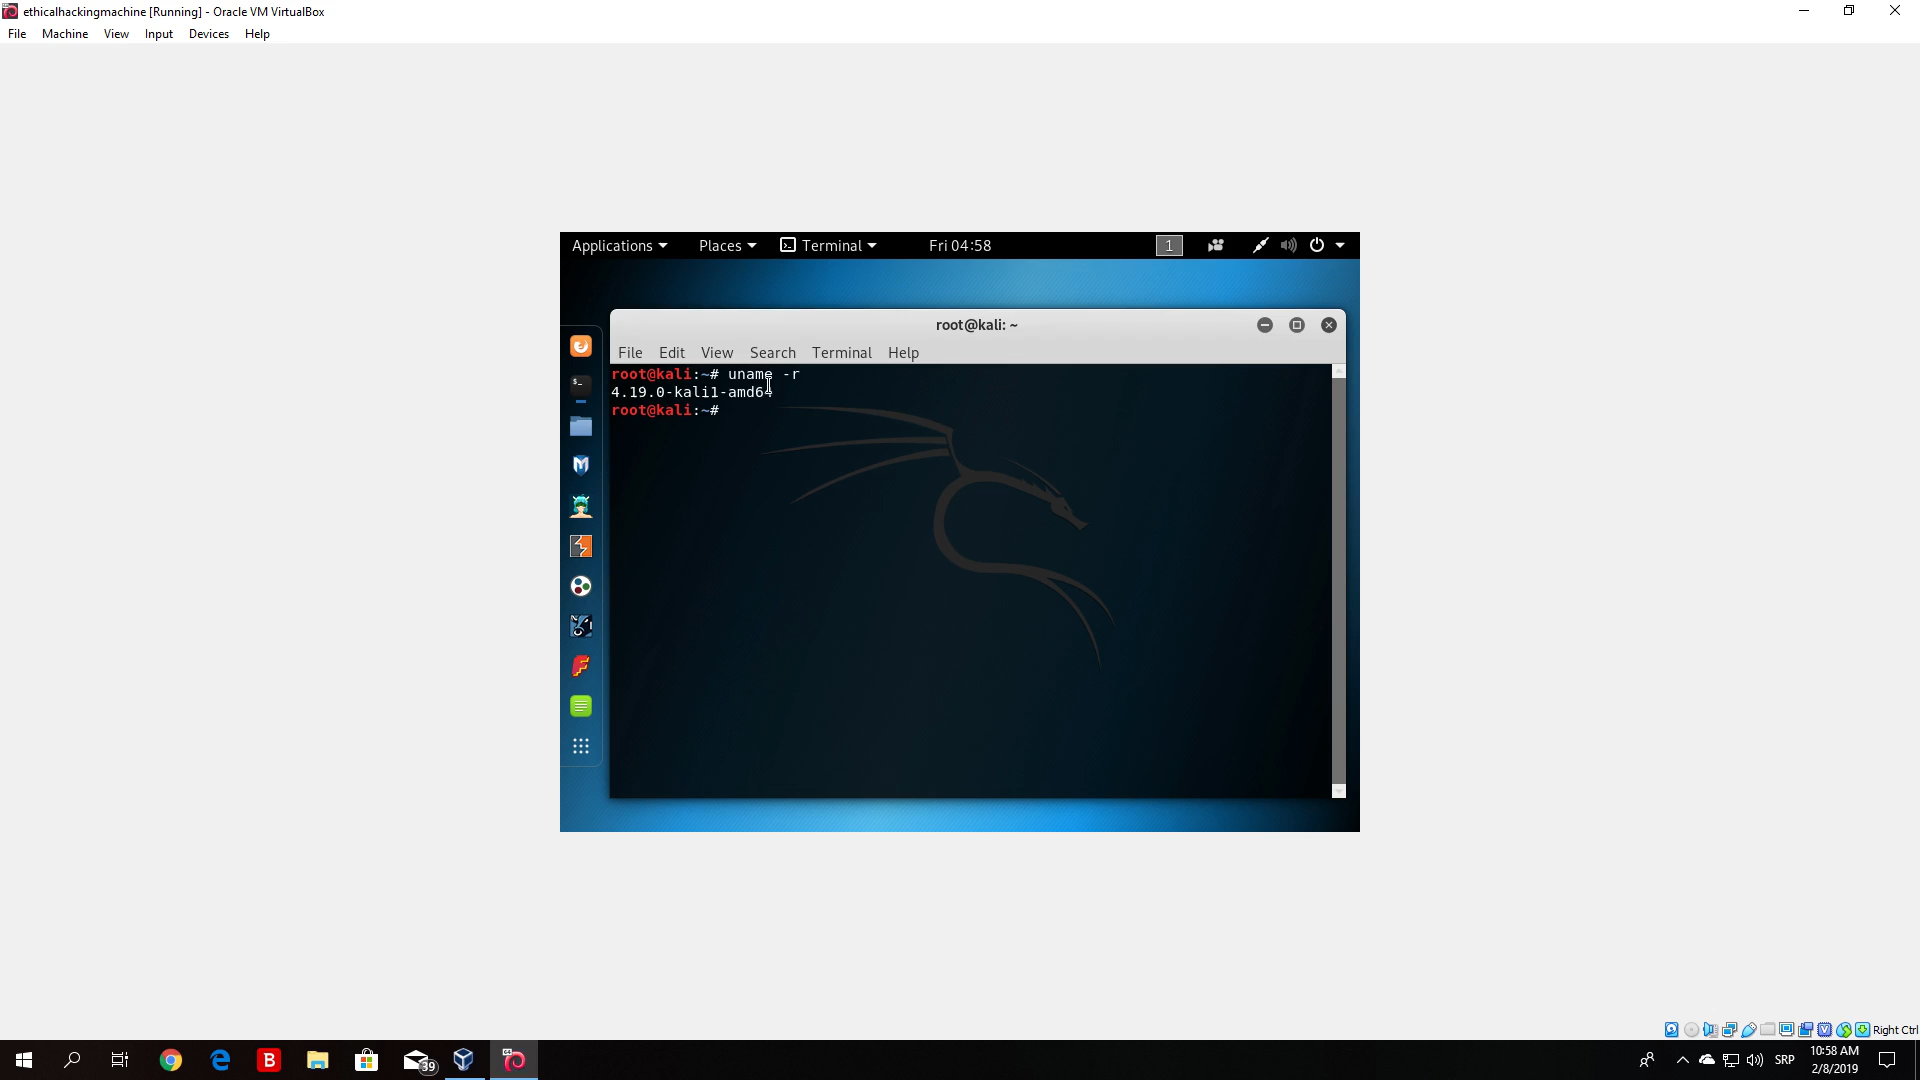 ethicalhackingmachine [Running] - Oracle VM VirtualBox
File Machine View Input Devices Help
Applications Places Terminal Fri 04:58 1
root@kali: ~
File Edit View Search Terminal Help
root@kali:~# uname -r
4.19.0-kali1-amd64
root@kali:~#
Right Ctrl
39 SRP 10:58 AM
2/8/2019